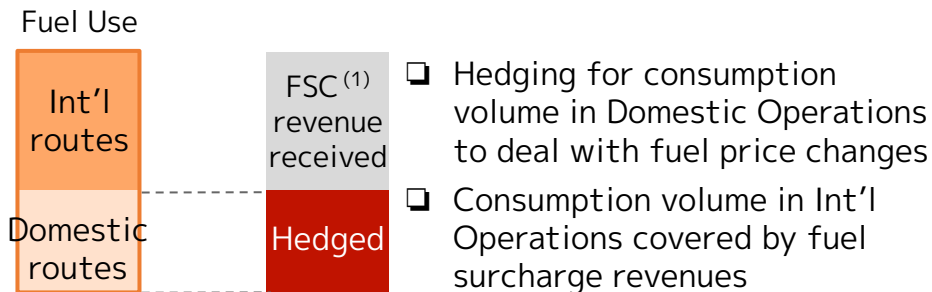 Fuel Use
Int’l
routes
Domestic
routes
FSC(1)
revenue
received
Hedged
❑ Hedging for consumption
volume in Domestic Operations
to deal with fuel price changes
❑ Consumption volume in Int’l
Operations covered by fuel
surcharge revenues